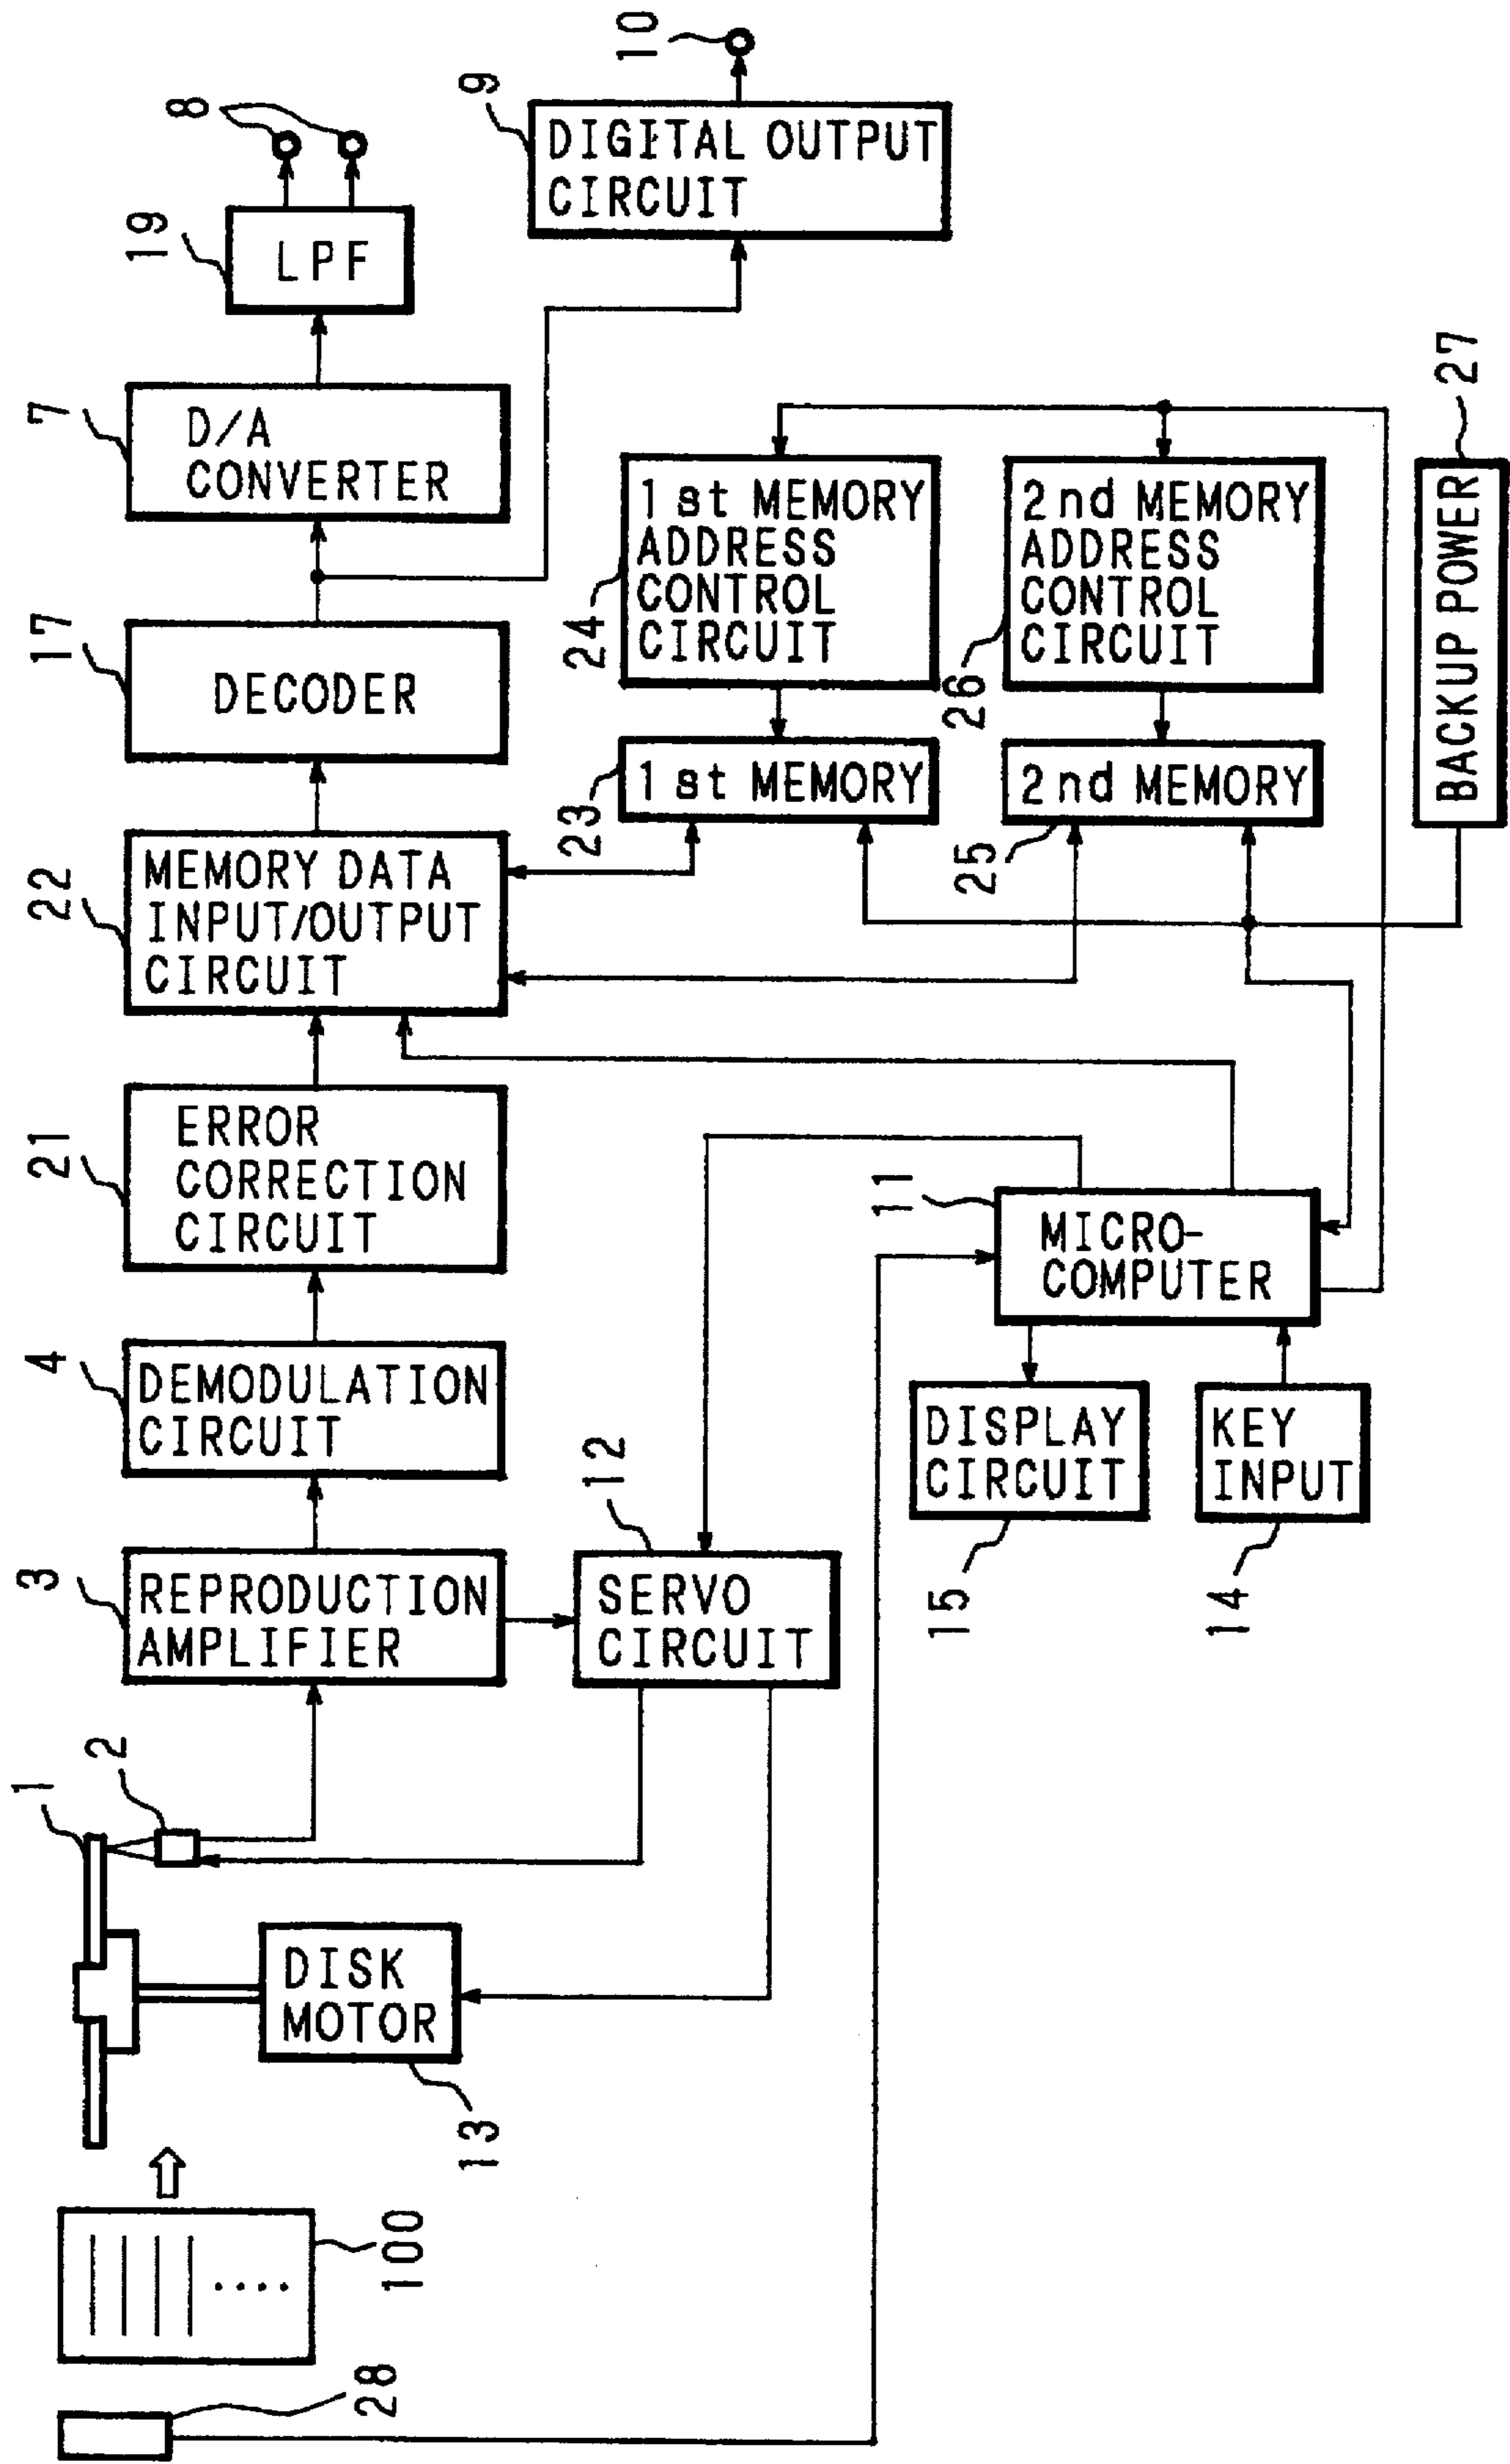 28
100
1
2
DISK
MOTOR
13
3
REPRODUCTION
AMPLIFIER
SERVO
CIRCUIT
12
4
DEMODULATION
CIRCUIT
21
ERROR
CORRECTION
CIRCUIT
22
MEMORY DATA
INPUT/OUTPUT
CIRCUIT
17
DECODER
7
D/A
CONVERTER
19
LPF
8
9
DIGITAL OUTPUT
CIRCUIT
10
23
1st MEMORY
24
1st MEMORY
ADDRESS
CONTROL
CIRCUIT
25
2nd MEMORY
26
2nd MEMORY
ADDRESS
CONTROL
CIRCUIT
BACKUP POWER
27
11
MICRO-
COMPUTER
DISPLAY
CIRCUIT
15
KEY
INPUT
14